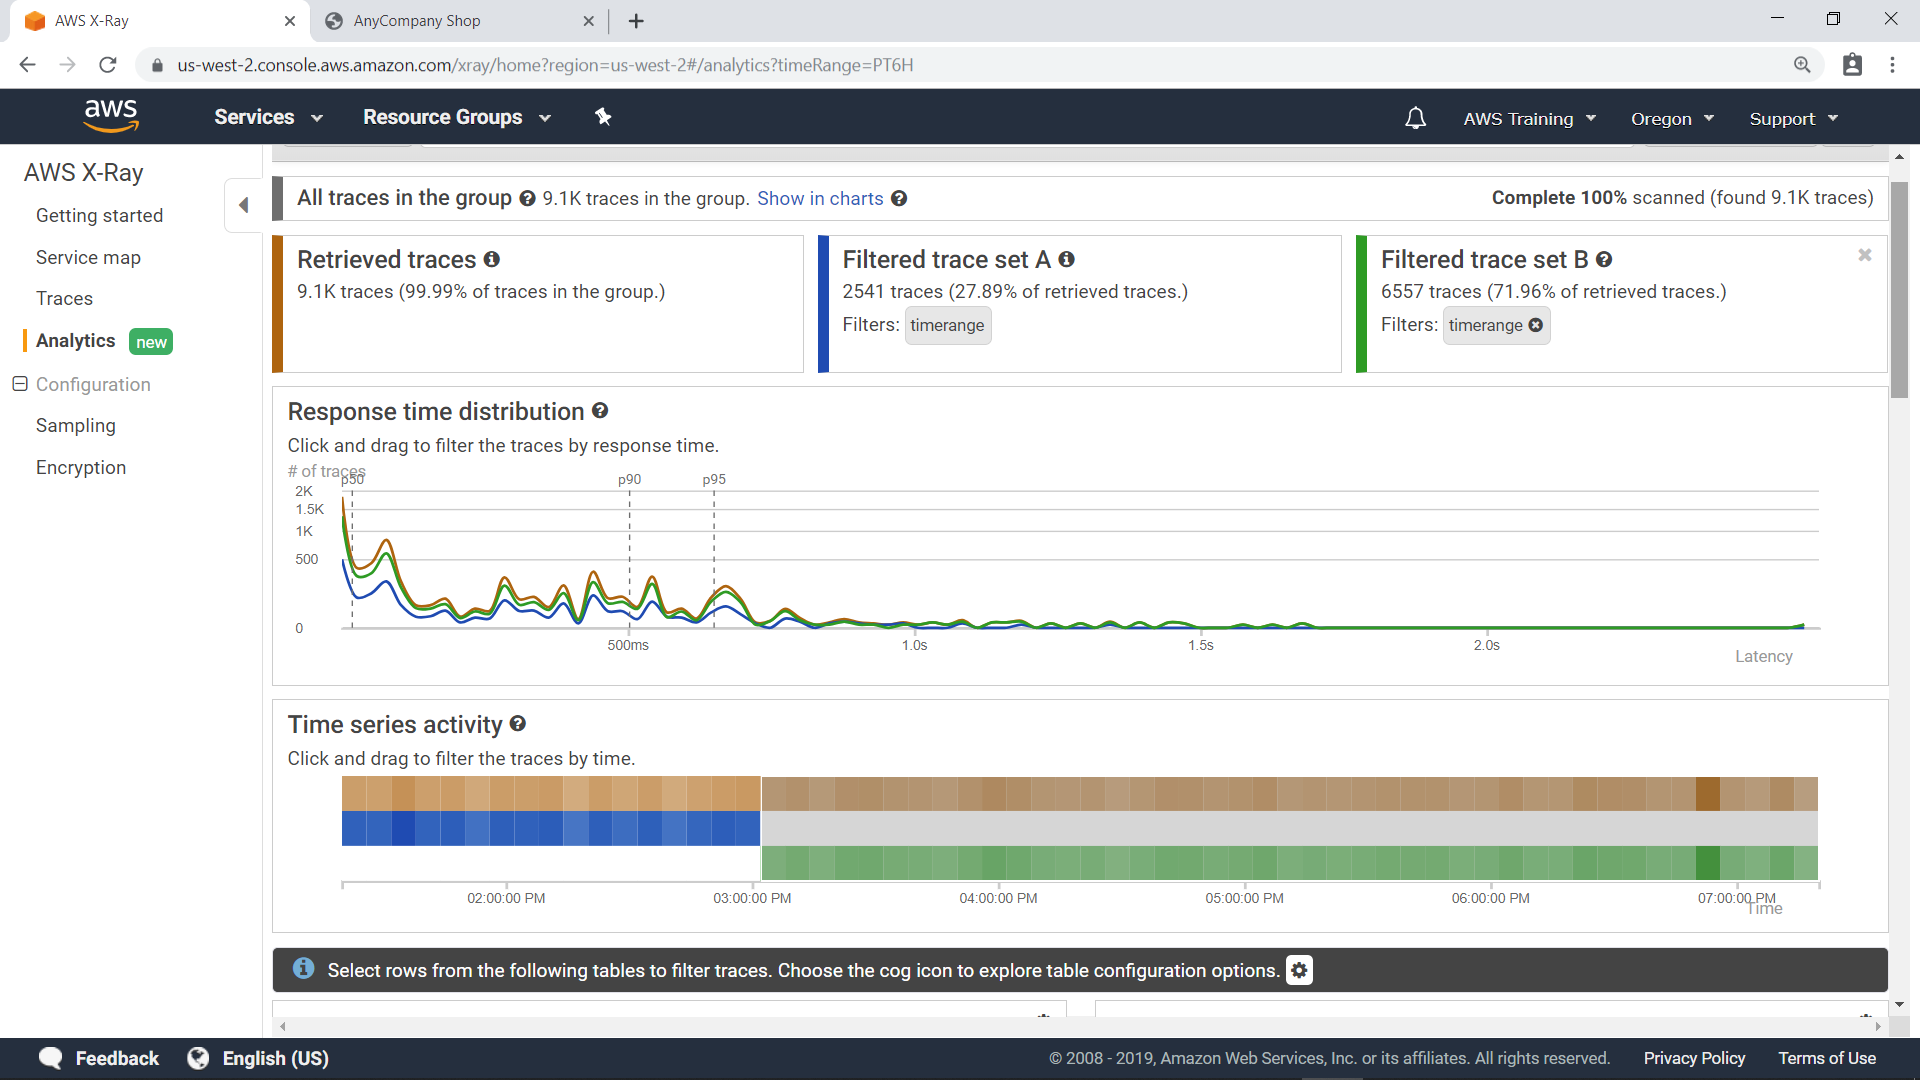 AWS X-Ray
AnyCompany Shop
us-west-2.console.aws.amazon.com/xray/home?region=us-west-2#/analytics?timeRange=PT6H
aws
Services
Resource Groups
AWS Training
Oregon
Support
AWS X-Ray
Getting started
Service map
Traces
Analytics new
Configuration
Sampling
Encryption
All traces in the group 9.1K traces in the group. Show in charts
Complete 100% scanned (found 9.1K traces)
Retrieved traces
9.1K traces (99.99% of traces in the group.)
Filtered trace set A
2541 traces (27.89% of retrieved traces.)
Filters: timerange
Filtered trace set B
6557 traces (71.96% of retrieved traces.)
Filters: timerange
Response time distribution
Click and drag to filter the traces by response time.
# of traces
p50 p90 p95
2K
1.5K
1K
500
0
500ms 1.0s 1.5s 2.0s
Latency
Time series activity
Click and drag to filter the traces by time.
02:00:00 PM 03:00:00 PM 04:00:00 PM 05:00:00 PM 06:00:00 PM 07:00:00 PM
Time
Select rows from the following tables to filter traces. Choose the cog icon to explore table configuration options.
Feedback
English (US)
© 2008 - 2019, Amazon Web Services, Inc. or its affiliates. All rights reserved.
Privacy Policy
Terms of Use